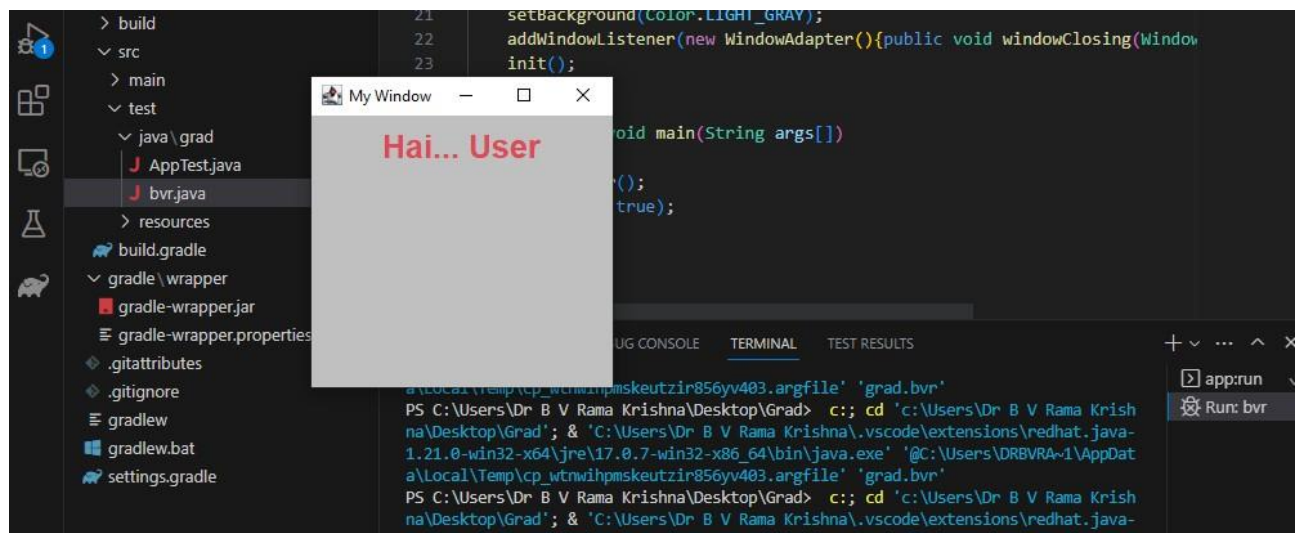 build
src
main
test
java\grad
AppTest.java
bvr.java
resources
build.gradle
gradle\wrapper
gradle-wrapper.jar
gradle-wrapper.properties
.gitattributes
.gitignore
gradlew
gradlew.bat
settings.gradle
1
21 setBackground(Color.LIGHT_GRAY);
22 addWindowListener(new WindowAdapter(){public void windowClosing(Window
23 init();
void main(String args[])
();
true);
My Window
Hai... User
UG CONSOLE TERMINAL TEST RESULTS
a\Local\Temp\cp_wtnwihpmskeutzir856yv403.argfile' 'grad.bvr'
PS C:\Users\Dr B V Rama Krishna\Desktop\Grad> c:; cd 'c:\Users\Dr B V Rama Krish
na\Desktop\Grad'; & 'C:\Users\Dr B V Rama Krishna\.vscode\extensions\redhat.java-
1.21.0-win32-x64\jre\17.0.7-win32-x86_64\bin\java.exe' '@C:\Users\DRBVRA~1\AppDat
a\Local\Temp\cp_wtnwihpmskeutzir856yv403.argfile' 'grad.bvr'
PS C:\Users\Dr B V Rama Krishna\Desktop\Grad> c:; cd 'c:\Users\Dr B V Rama Krish
na\Desktop\Grad'; & 'C:\Users\Dr B V Rama Krishna\.vscode\extensions\redhat.java-
app:run
Run: bvr